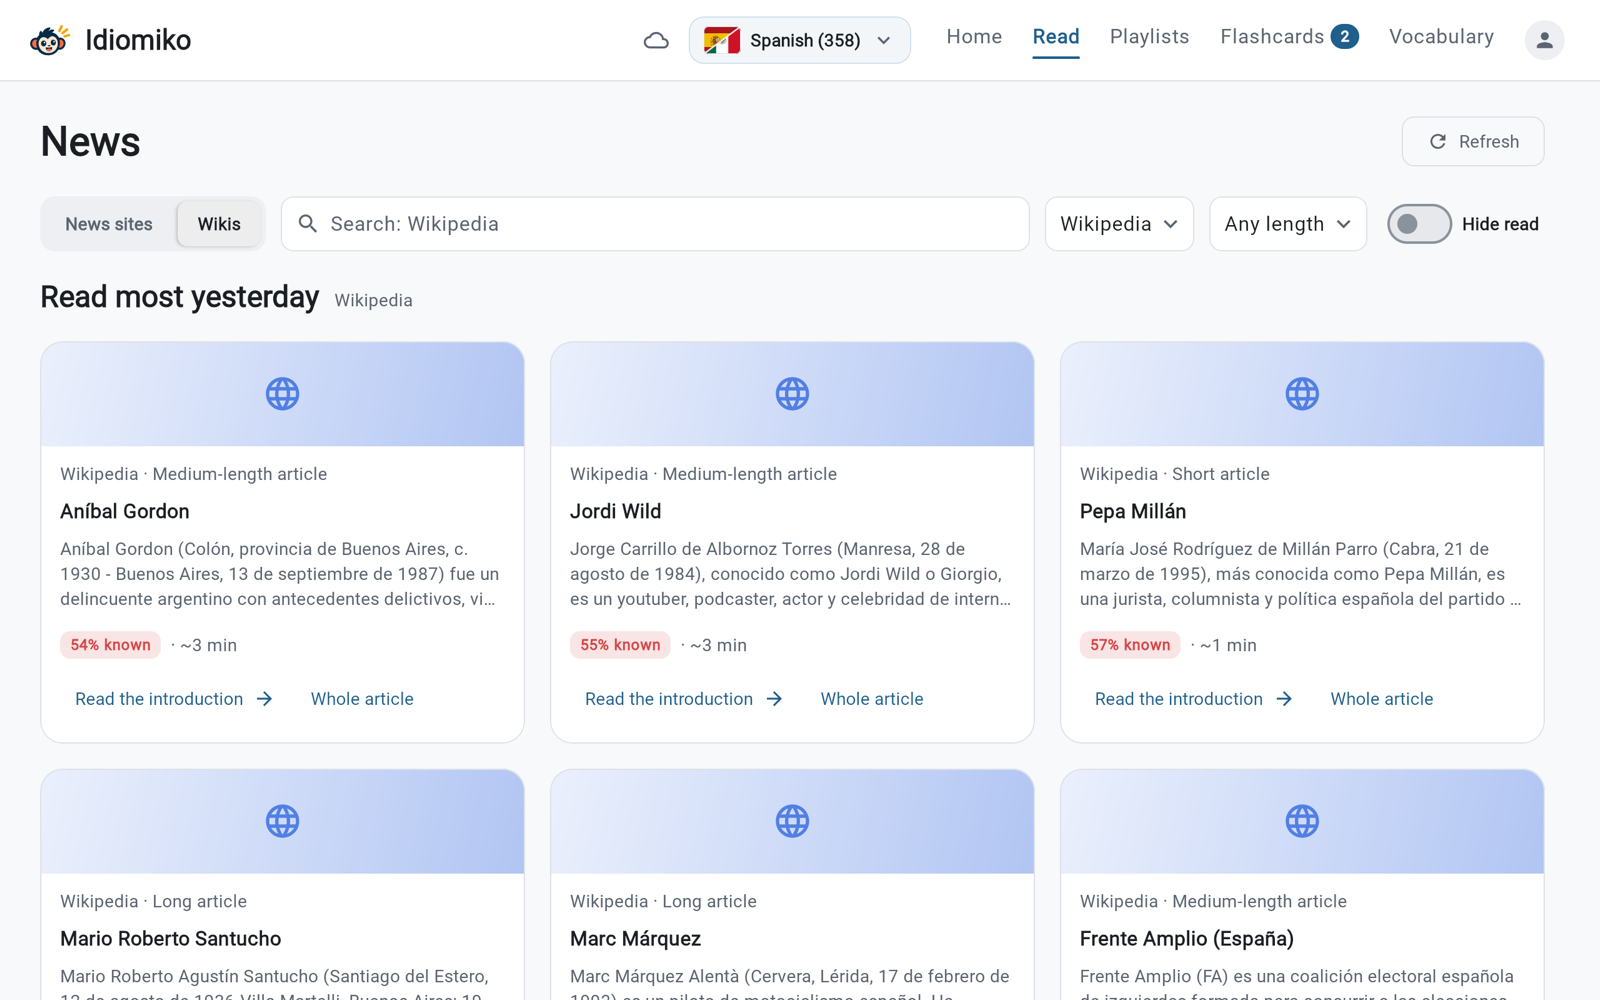 Idiomiko
Spanish (358)
Home
Read
Playlists
Flashcards 2
Vocabulary
News
Refresh
News sites
Wikis
Search: Wikipedia
Wikipedia
Any length
Hide read
Read most yesterday Wikipedia
Wikipedia · Medium-length article
Aníbal Gordon
Aníbal Gordon (Colón, provincia de Buenos Aires, c.
1930 - Buenos Aires, 13 de septiembre de 1987) fue un
delincuente argentino con antecedentes delictivos, vi...
54% known · ~3 min
Read the introduction → Whole article
Wikipedia · Medium-length article
Jordi Wild
Jorge Carrillo de Albornoz Torres (Manresa, 28 de
agosto de 1984), conocido como Jordi Wild o Giorgio,
es un youtuber, podcaster, actor y celebridad de intern...
55% known · ~3 min
Read the introduction → Whole article
Wikipedia · Short article
Pepa Millán
María José Rodríguez de Millán Parro (Cabra, 21 de
marzo de 1995), más conocida como Pepa Millán, es
una jurista, columnista y política española del partido ...
57% known · ~1 min
Read the introduction → Whole article
Wikipedia · Long article
Mario Roberto Santucho
Mario Roberto Agustín Santucho (Santiago del Estero,
Wikipedia · Long article
Marc Márquez
Marc Márquez Alentà (Cervera, Lérida, 17 de febrero de
Wikipedia · Medium-length article
Frente Amplio (España)
Frente Amplio (FA) es una coalición electoral española